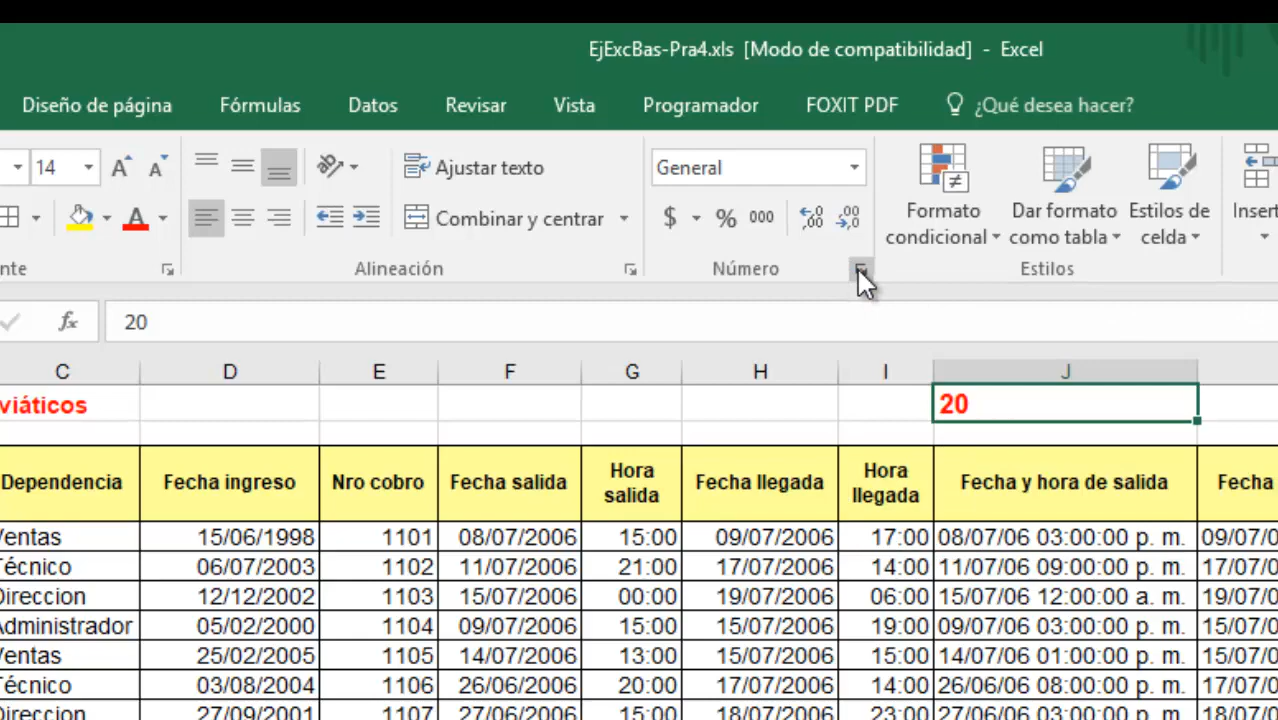 EjExcBas-Pra4.xls [Modo de compatibilidad] - Excel
Diseño de página Fórmulas Datos Revisar Vista Programador FOXIT PDF ¿Qué desea hacer?
14 Ajustar texto General
Combinar y centrar $ % 000
Formato condicional Dar formato como tabla Estilos de celda Insert
nte Alineación Número Estilos
fx 20
C D E F G H I J
viáticos 20
Dependencia Fecha ingreso Nro cobro Fecha salida Hora salida Fecha llegada Hora llegada Fecha y hora de salida Fecha
Ventas 15/06/1998 1101 08/07/2006 15:00 09/07/2006 17:00 08/07/06 03:00:00 p. m. 09/07/0
Técnico 06/07/2003 1102 11/07/2006 21:00 17/07/2006 14:00 11/07/06 09:00:00 p. m. 17/07/0
Direccion 12/12/2002 1103 15/07/2006 00:00 19/07/2006 06:00 15/07/06 12:00:00 a. m. 19/07/0
Administrador 05/02/2000 1104 09/07/2006 15:00 15/07/2006 19:00 09/07/06 03:00:00 p. m. 15/07/0
Ventas 25/02/2005 1105 14/07/2006 13:00 15/07/2006 15:00 14/07/06 01:00:00 p. m. 15/07/0
Técnico 03/08/2004 1106 26/06/2006 20:00 17/07/2006 14:00 26/06/06 08:00:00 p. m. 17/07/0
Direccion 27/09/2001 1107 27/06/2006 15:00 18/07/2006 23:00 27/06/06 03:00:00 p. m. 18/07/0